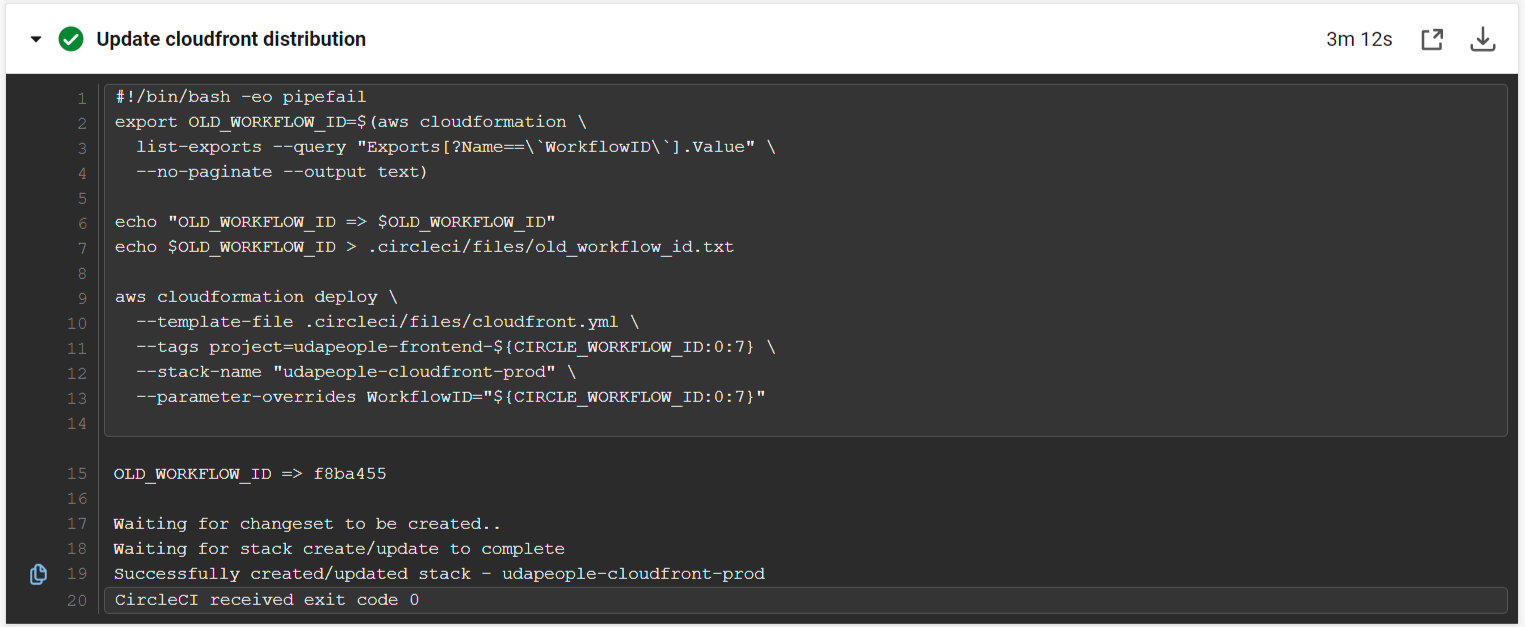 Update cloudfront distribution
3m 12s
1 #!/bin/bash -eo pipefail
2 export OLD_WORKFLOW_ID=$(aws cloudformation \
3   list-exports --query "Exports[?Name==\`WorkflowID\`].Value" \
4   --no-paginate --output text)
5
6 echo "OLD_WORKFLOW_ID => $OLD_WORKFLOW_ID"
7 echo $OLD_WORKFLOW_ID > .circleci/files/old_workflow_id.txt
8
9 aws cloudformation deploy \
10   --template-file .circleci/files/cloudfront.yml \
11   --tags project=udapeople-frontend-${CIRCLE_WORKFLOW_ID:0:7} \
12   --stack-name "udapeople-cloudfront-prod" \
13   --parameter-overrides WorkflowID="${CIRCLE_WORKFLOW_ID:0:7}"
14
15 OLD_WORKFLOW_ID => f8ba455
16
17 Waiting for changeset to be created..
18 Waiting for stack create/update to complete
19 Successfully created/updated stack - udapeople-cloudfront-prod
20 CircleCI received exit code 0